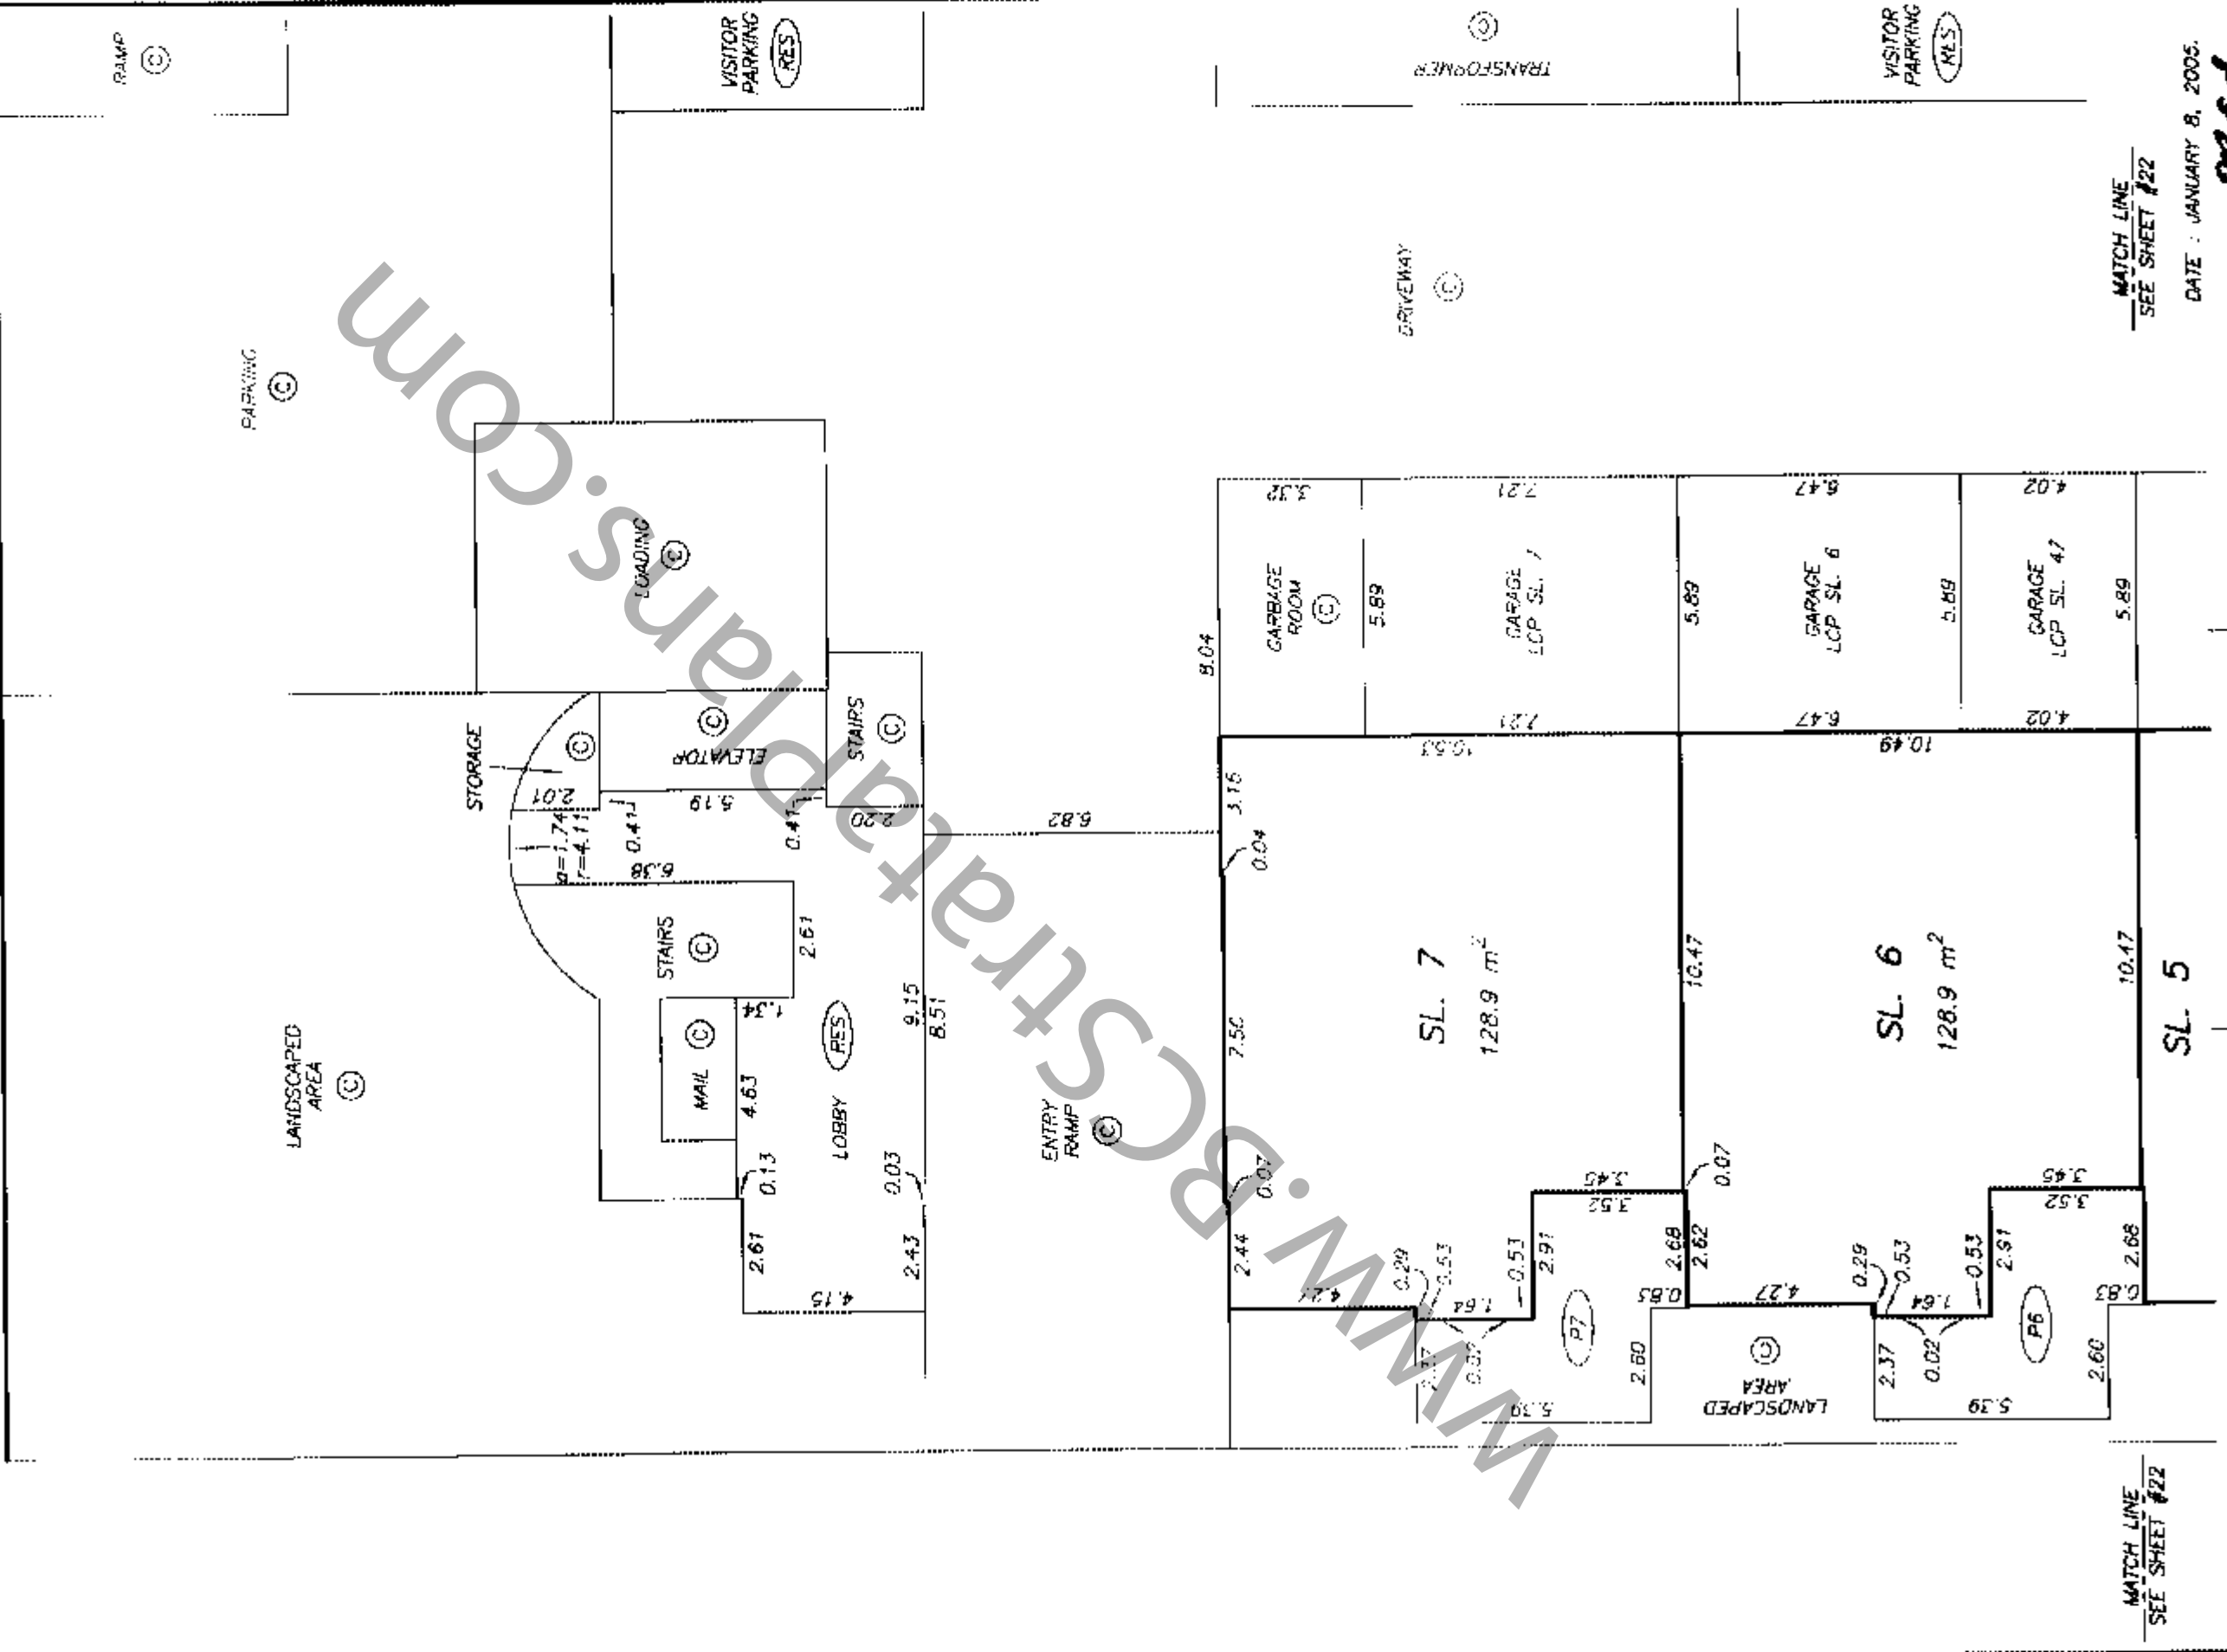 RAMP
C
VISITOR
PARKING
RES
TRANSFORMER
C
VISITOR
PARKING
RES
PARKING
C
DRIVEWAY
C
MATCH LINE
SEE SHEET #22
DATE : JANUARY 8, 2005.
LOADING
C
STORAGE
C
ELEVATOR
C
STAIRS
C
2.01
a=1.74
r=4.11
0.41
5.19
0.41
2.20
6.38
STAIRS
C
2.61
1.34
MAIL
C
4.63
0.13
LOBBY
RES
9.15
8.51
0.03
2.61
2.43
4.15
LANDSCAPED
AREA
C
6.82
ENTRY
RAMP
C
3.32
7.21
6.47
4.02
8.04
GARBAGE
ROOM
C
5.89
GARAGE
LCP SL. 7
5.89
GARAGE
LCP SL. 6
5.89
GARAGE
LCP SL. 47
5.89
7.21
6.47
4.02
10.53
10.49
3.16
0.04
7.50
SL. 7
128.9 m²
10.47
SL. 6
128.9 m²
10.47
SL. 5
0.07
2.44
3.45
3.52
0.07
3.45
3.52
0.29
0.53
0.53
2.91
2.68
2.62
0.29
0.53
0.53
2.91
2.68
1.64
P7
0.83
4.27
1.64
P6
0.83
2.60
LANDSCAPED
AREA
C
2.37
0.02
2.60
5.39
5.39
MATCH LINE
SEE SHEET #22
www.BCStrataPlans.com